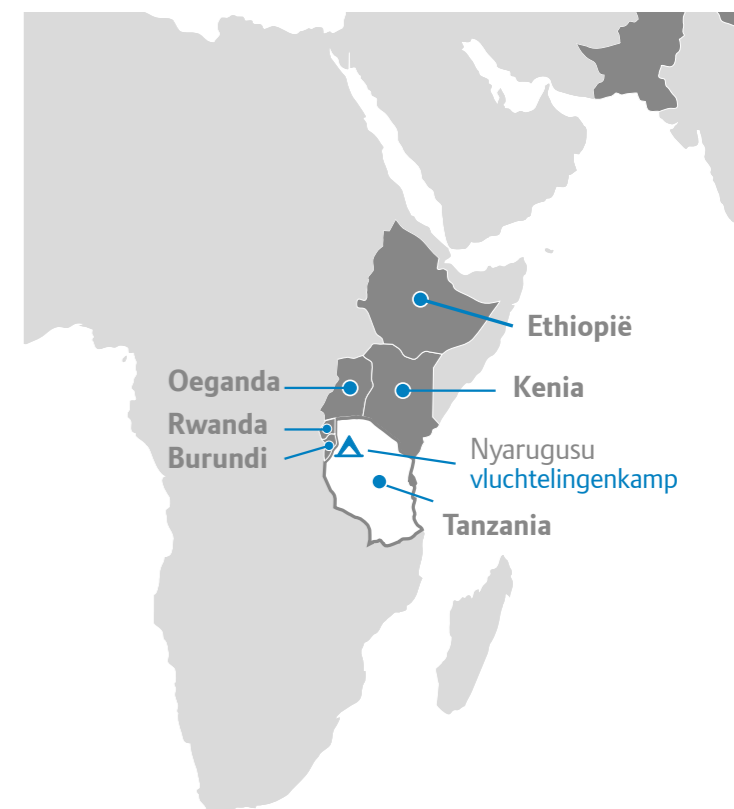 Ethiopië
Oeganda
Kenia
Rwanda
Burundi
Nyarugusu
vluchtelingenkamp
Tanzania